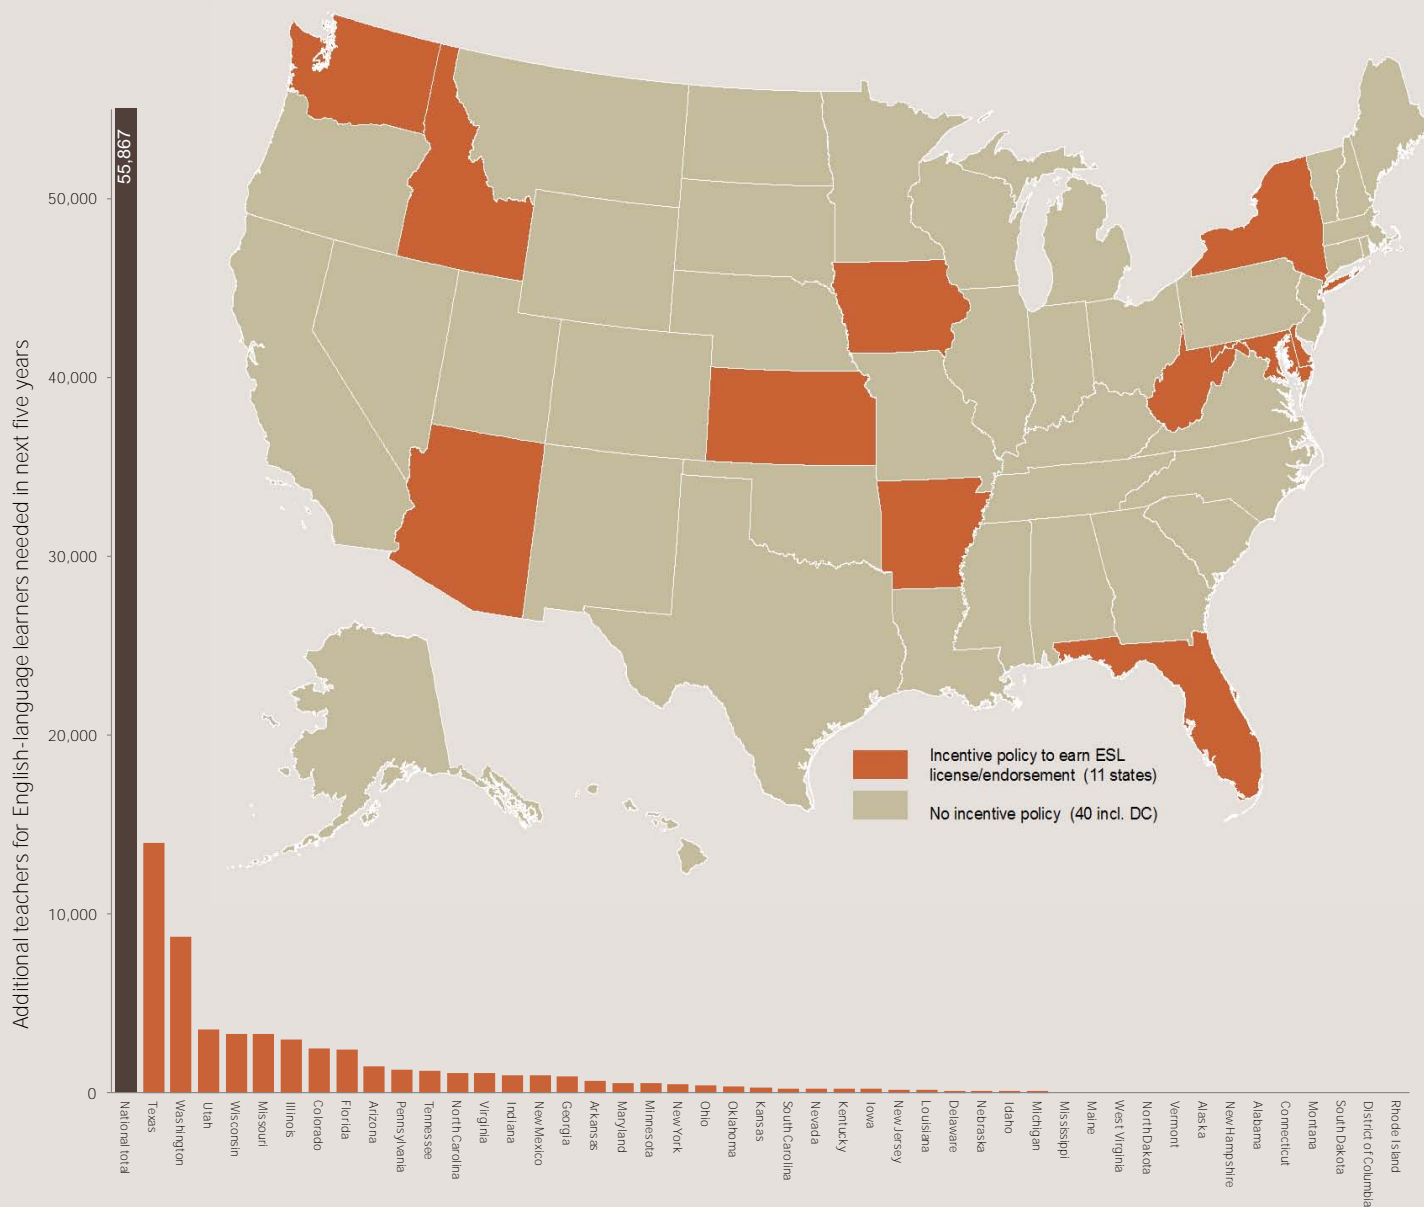 Additional teachers for English-language learners needed in next five years
55,867
50,000
40,000
30,000
20,000
10,000
0
Incentive policy to earn ESL
license/endorsement (11 states)
No incentive policy (40 incl. DC)
National total
Texas
Washington
Utah
Wisconsin
Missouri
Illinois
Colorado
Florida
Arizona
Pennsylvania
Tennessee
North Carolina
Virginia
Indiana
New Mexico
Georgia
Arkansas
Maryland
Minnesota
New York
Ohio
Oklahoma
Kansas
South Carolina
Nevada
Kentucky
Iowa
New Jersey
Louisiana
Delaware
Nebraska
Idaho
Michigan
Mississippi
Maine
West Virginia
North Dakota
Vermont
Alaska
New Hampshire
Alabama
Connecticut
Montana
South Dakota
District of Columbia
Rhode Island